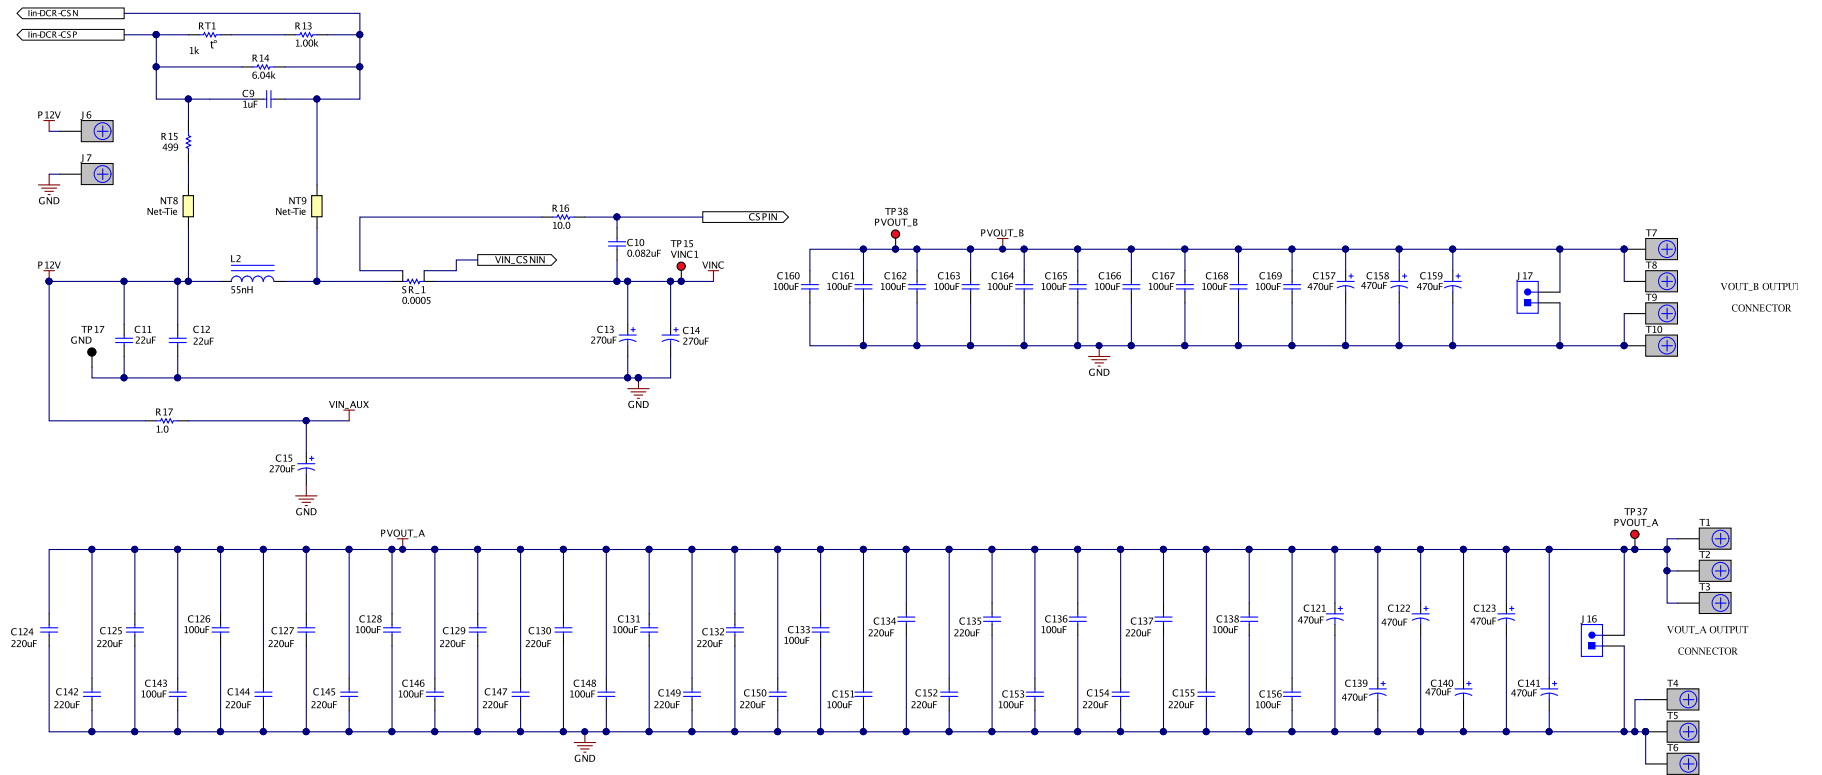 Iin-DCR-CSN
Iin-DCR-CSP
RT1
t°
1k
R13
1.00k
R14
6.04k
C9
1uF
P12V
J6
J7
GND
R15
499
NT8
Net-Tie
NT9
Net-Tie
R16
10.0
CSPIN
C10
0.082uF
TP15
VINC1
VINC
VIN_CSNIN
P12V
L2
55nH
SR_1
0.0005
TP17
GND
C11
22uF
C12
22uF
C13
270uF
C14
270uF
GND
R17
1.0
VIN_AUX
C15
270uF
GND
TP38
PVOUT_B
PVOUT_B
C160
100uF
C161
100uF
C162
100uF
C163
100uF
C164
100uF
C165
100uF
C166
100uF
C167
100uF
C168
100uF
C169
100uF
C157
470uF
C158
470uF
C159
470uF
GND
J17
T7
T8
T9
T10
VOUT_B OUTPUT
CONNECTOR
PVOUT_A
TP37
PVOUT_A
C124
220uF
C125
220uF
C126
100uF
C127
220uF
C128
100uF
C129
220uF
C130
220uF
C131
100uF
C132
220uF
C133
100uF
C134
220uF
C135
220uF
C136
100uF
C137
220uF
C138
100uF
C121
470uF
C122
470uF
C123
470uF
C142
220uF
C143
100uF
C144
220uF
C145
220uF
C146
100uF
C147
220uF
C148
100uF
C149
220uF
C150
220uF
C151
100uF
C152
220uF
C153
100uF
C154
220uF
C155
220uF
C156
100uF
C139
470uF
C140
470uF
C141
470uF
GND
J16
T1
T2
T3
VOUT_A OUTPUT
CONNECTOR
T4
T5
T6